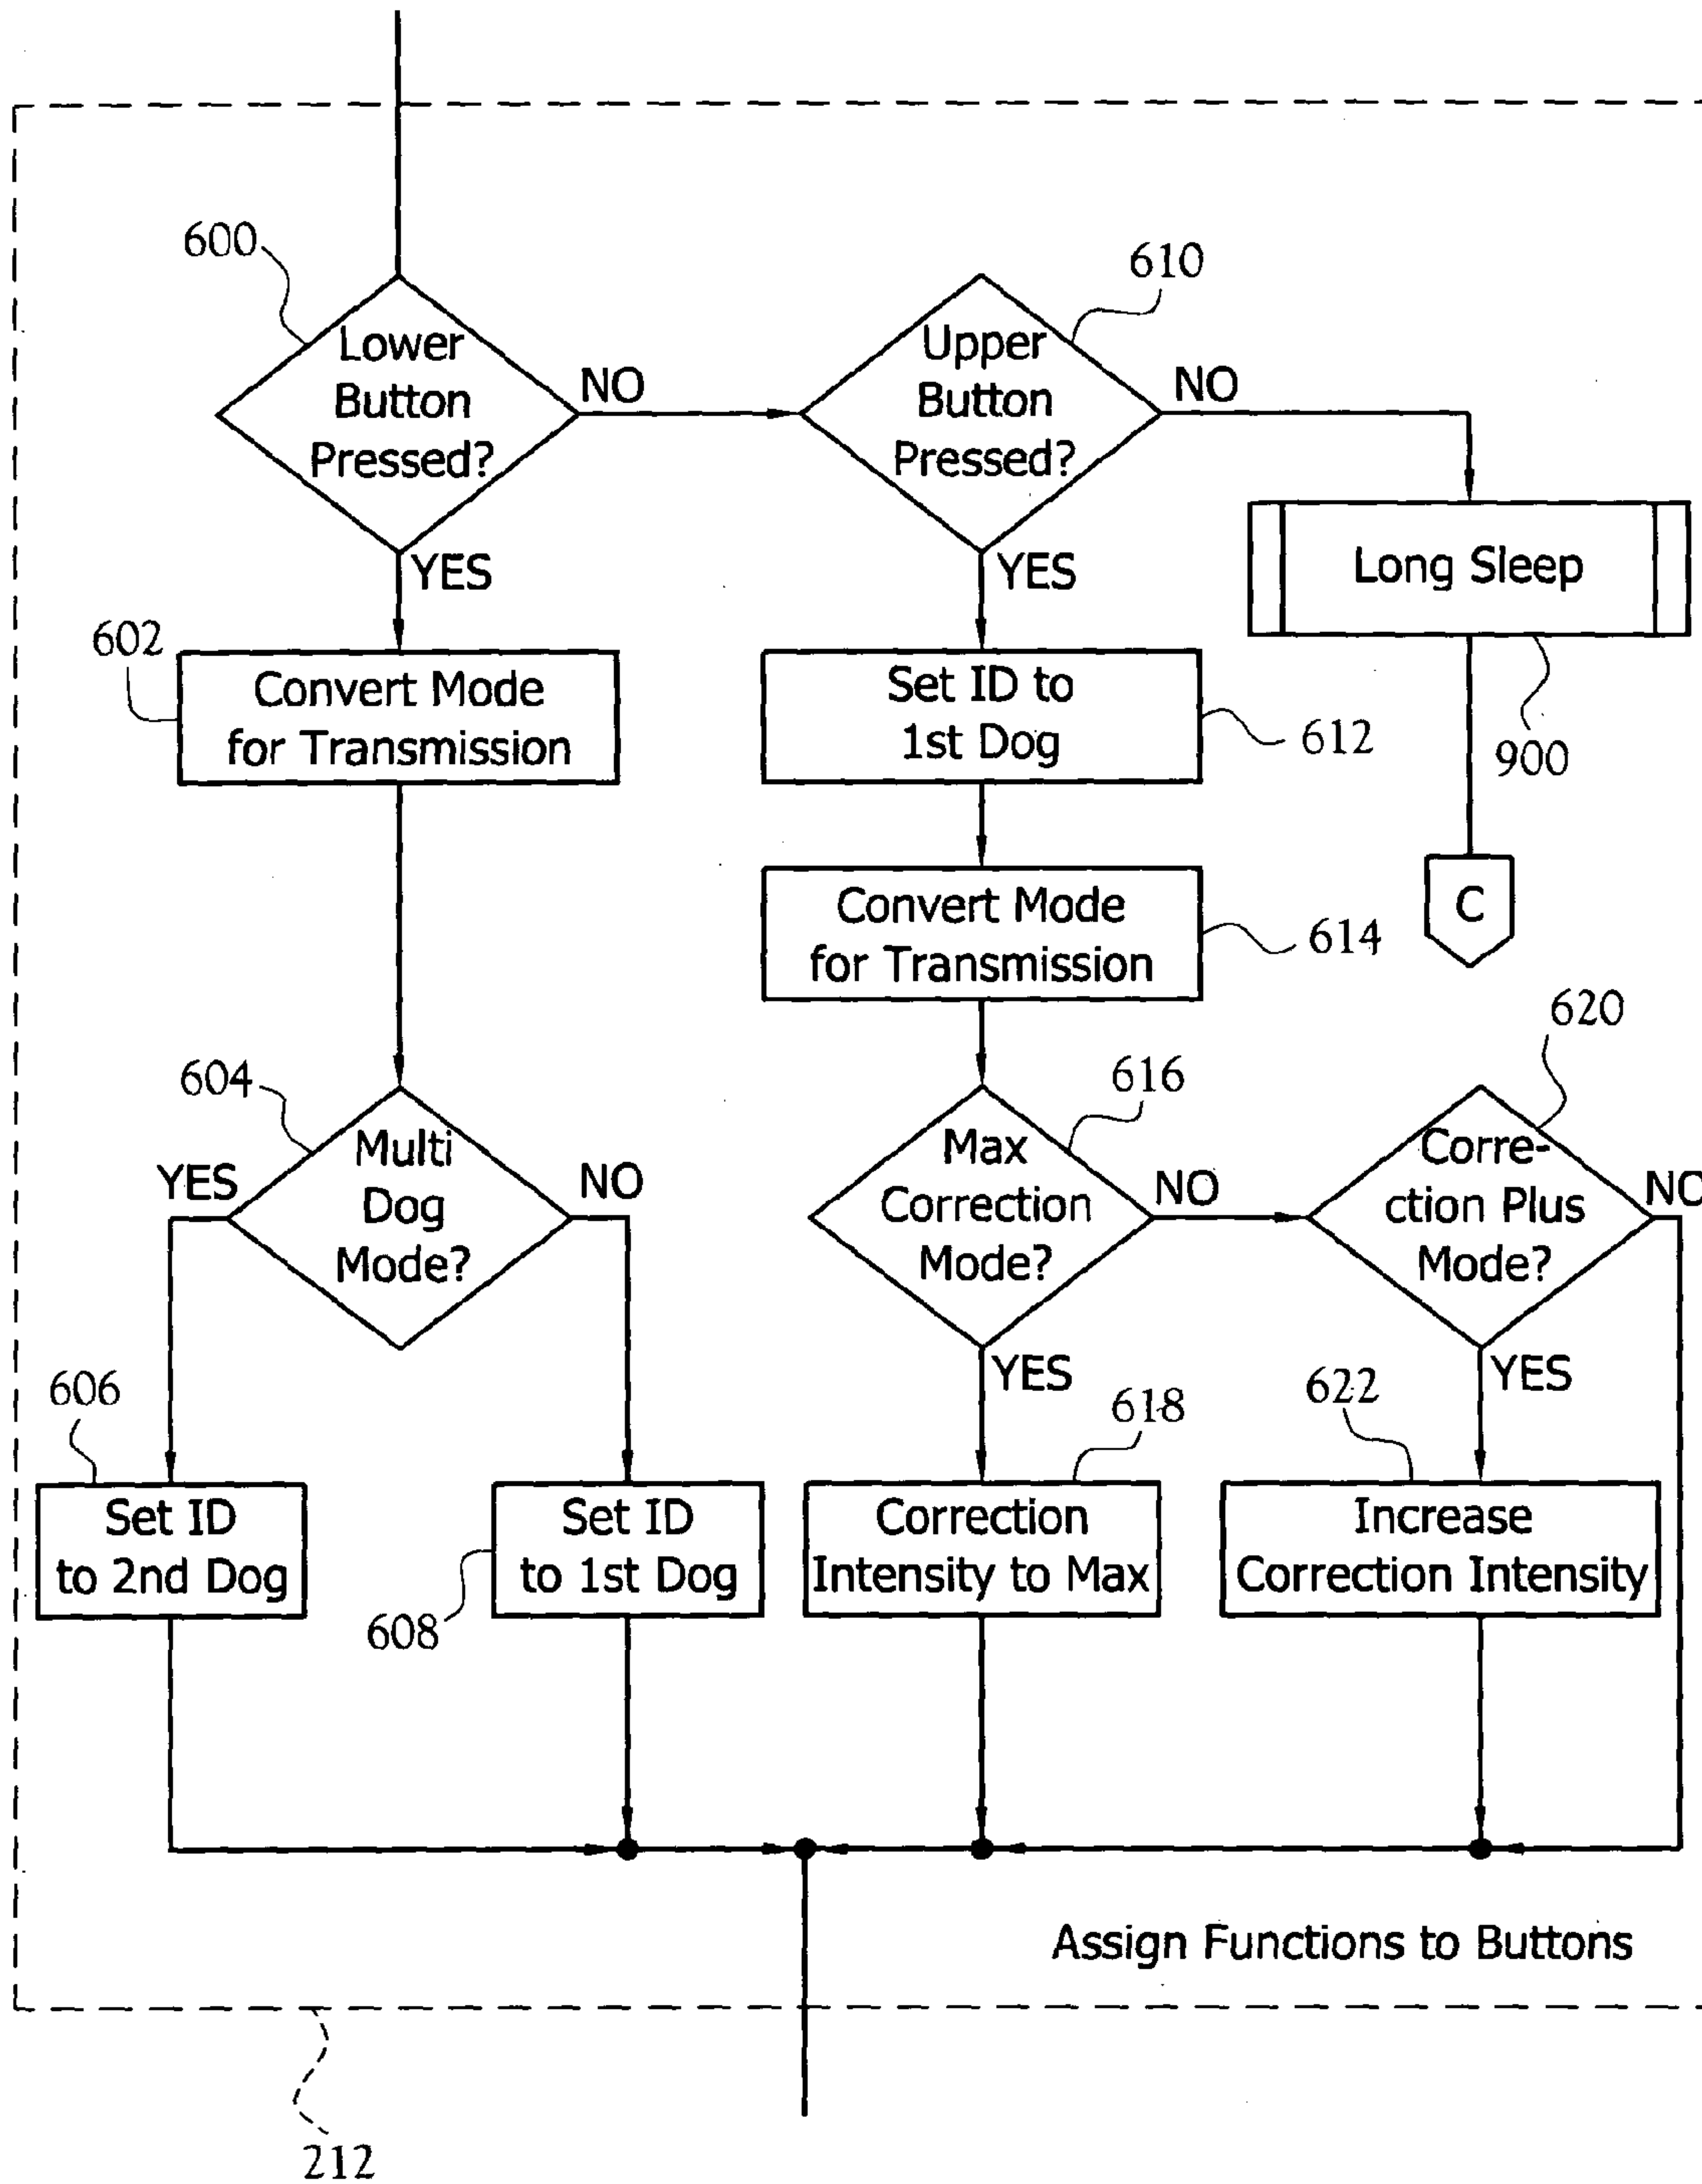 600
610
Lower
Button
Pressed?
NO
Upper
Button
Pressed?
NO
YES
YES
Long Sleep
602
Convert Mode
for Transmission
Set ID to
1st Dog
612
900
Convert Mode
for Transmission
614
C
604
616
620
YES
Multi
Dog
Mode?
NO
Max
Correction
Mode?
NO
Corre-
ction Plus
Mode?
NO
YES
YES
606
618
622
Set ID
to 2nd Dog
Set ID
to 1st Dog
608
Correction
Intensity to Max
Increase
Correction Intensity
Assign Functions to Buttons
212